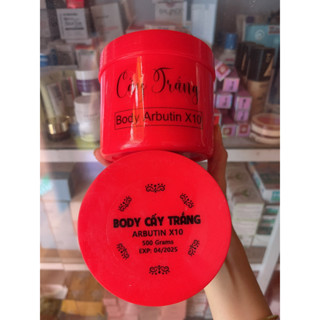 Cấy Trắng
Body Arbutin X10
BODY CẤY TRẮNG
ARBUTIN X10
500 Grams
EXP: 04/2025